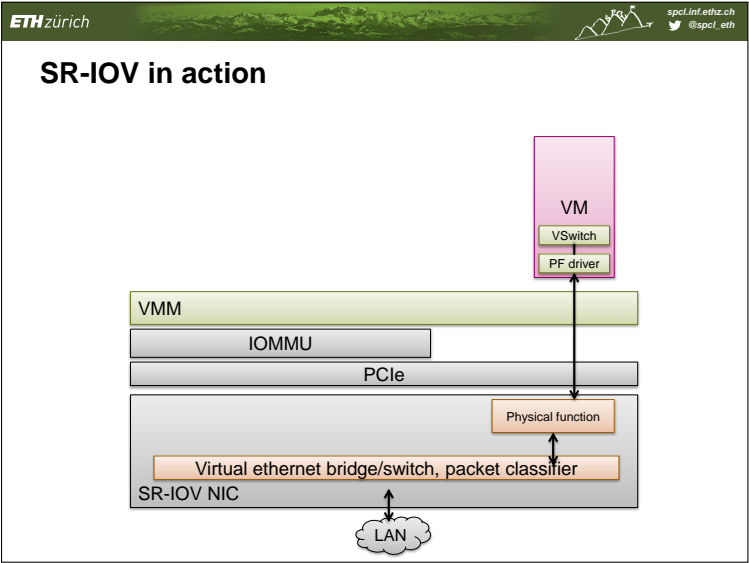 ETH zürich
spcl.inf.ethz.ch
@spcl_eth
SR-IOV in action
VM
VSwitch
PF driver
VMM
IOMMU
PCIe
Physical function
Virtual ethernet bridge/switch, packet classifier
SR-IOV NIC
LAN